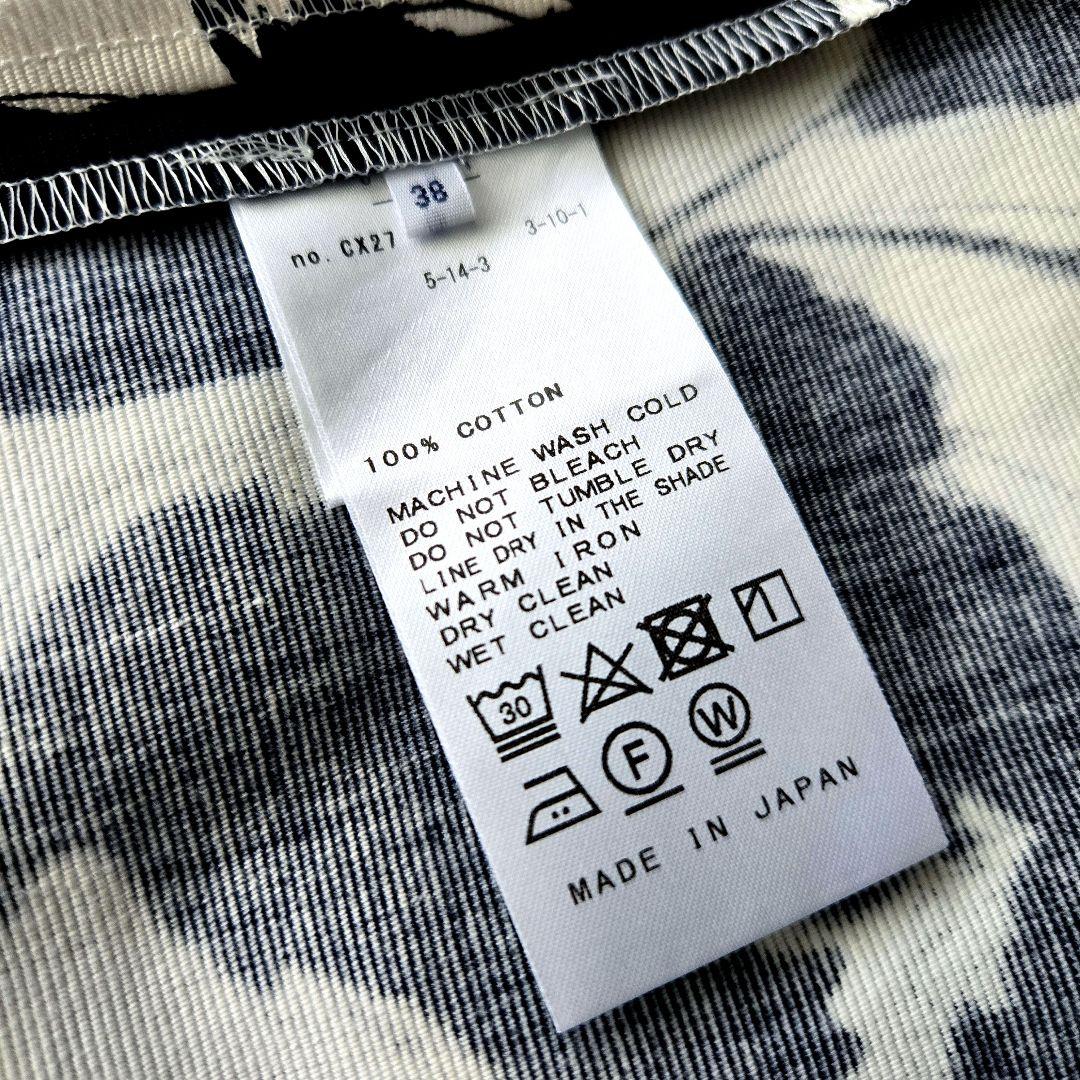 38
no. CX27
3-10-1
5-14-3
100% COTTON
MACHINE WASH COLD
DO NOT BLEACH
DO NOT TUMBLE DRY
LINE DRY IN THE SHADE
WARM IRON
DRY CLEAN
WET CLEAN
30
F
W
MADE IN JAPAN